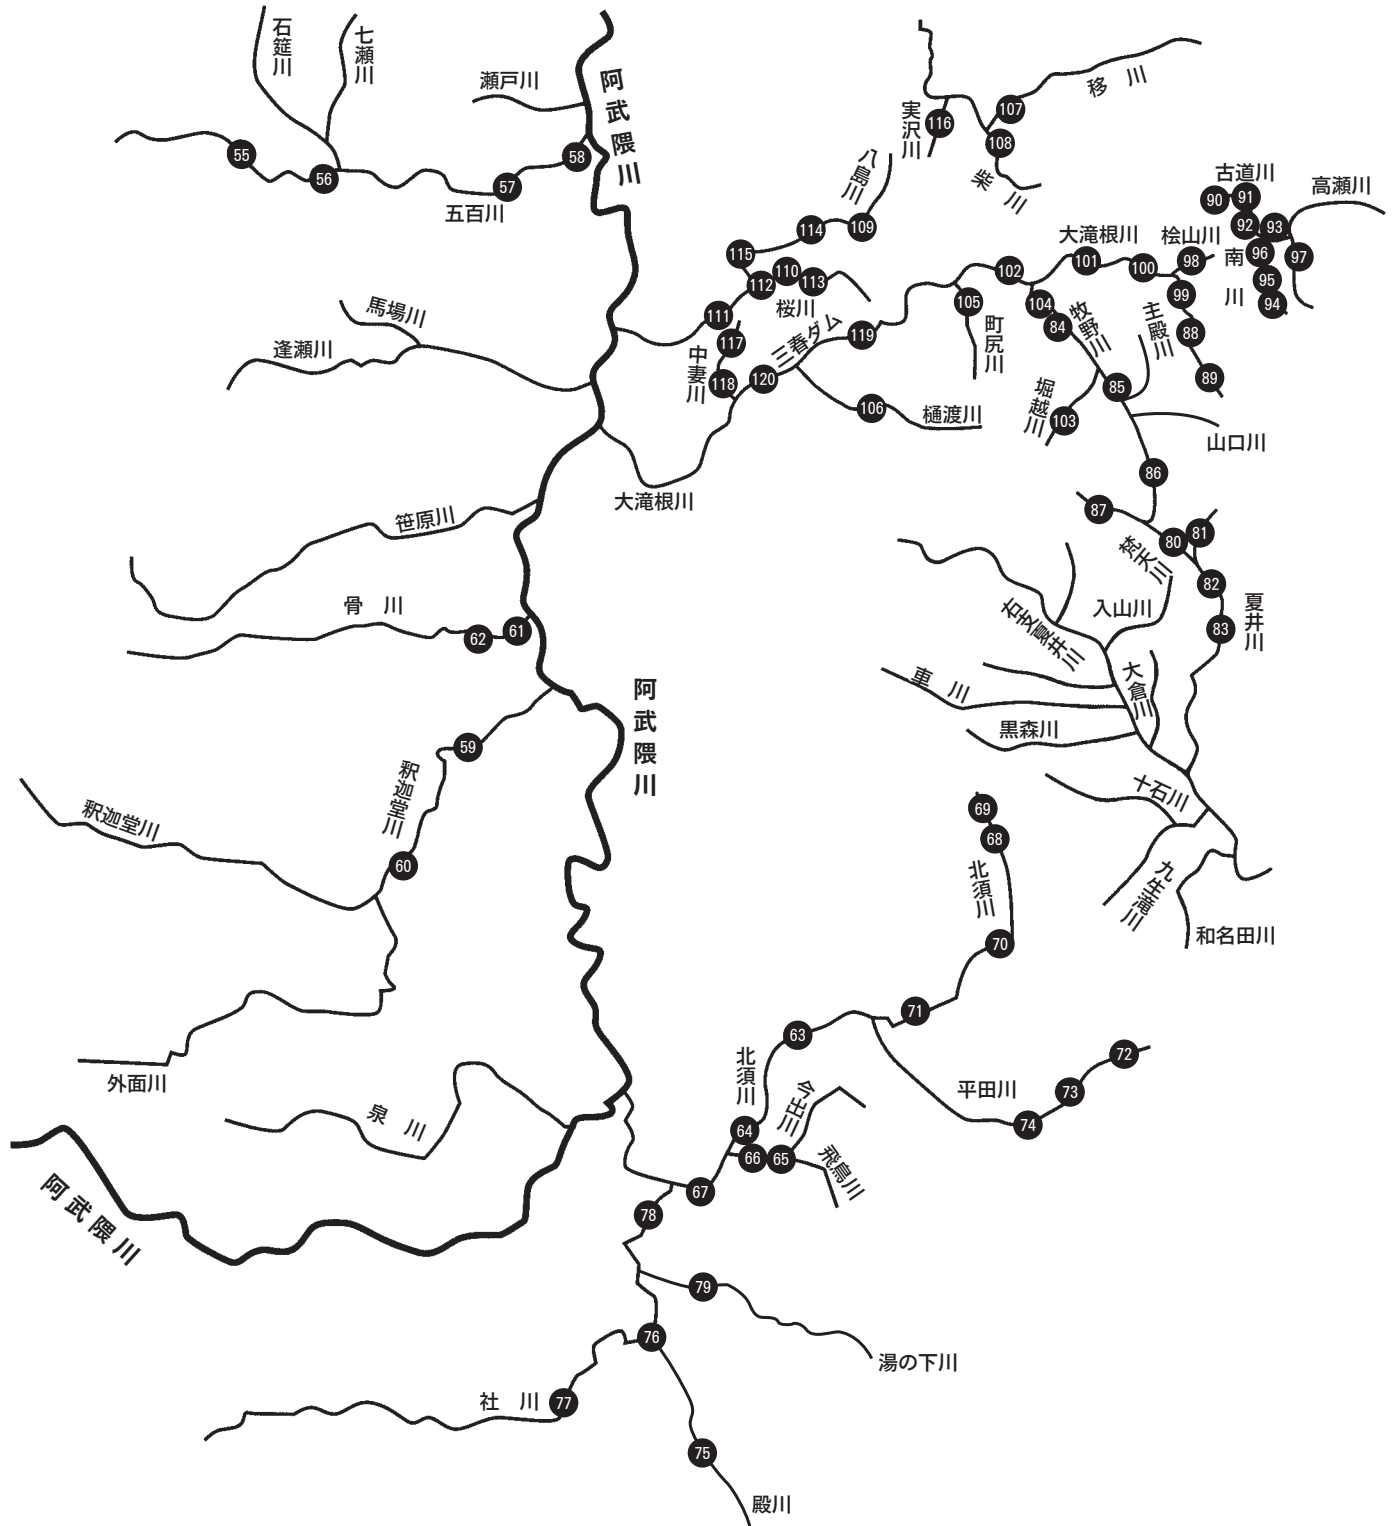 石筵川
七瀬川
瀬戸川
阿武隈川
55
56
57
58
五百川
実沢川
116
107
108
移　川
柴　川
八島川
109
114
115
110
112
113
111
桜川
117
中妻川
118
120
三春ダム
119
106
樋渡川
105
町尻川
102
大滝根川
101
100
桧山川
98
99
88
89
104
84
牧野川
主殿川
85
堀越川
103
山口川
86
古道川
90
91
92
93
高瀬川
南川
96
97
95
94
馬場川
逢瀬川
大滝根川
笹原川
骨　川
62
61
87
80
81
梵天川
82
83
夏井川
右支夏井川
入山川
大倉川
車　川
黒森川
十石川
九生滝川
和名田川
阿武隈川
59
釈迦堂川
釈迦堂川
60
外面川
泉　川
阿武隈川
69
68
北須川
70
71
63
72
73
74
平田川
北須川
64
今出川
66
65
飛鳥川
67
78
79
湯の下川
76
社　川
77
75
殿川